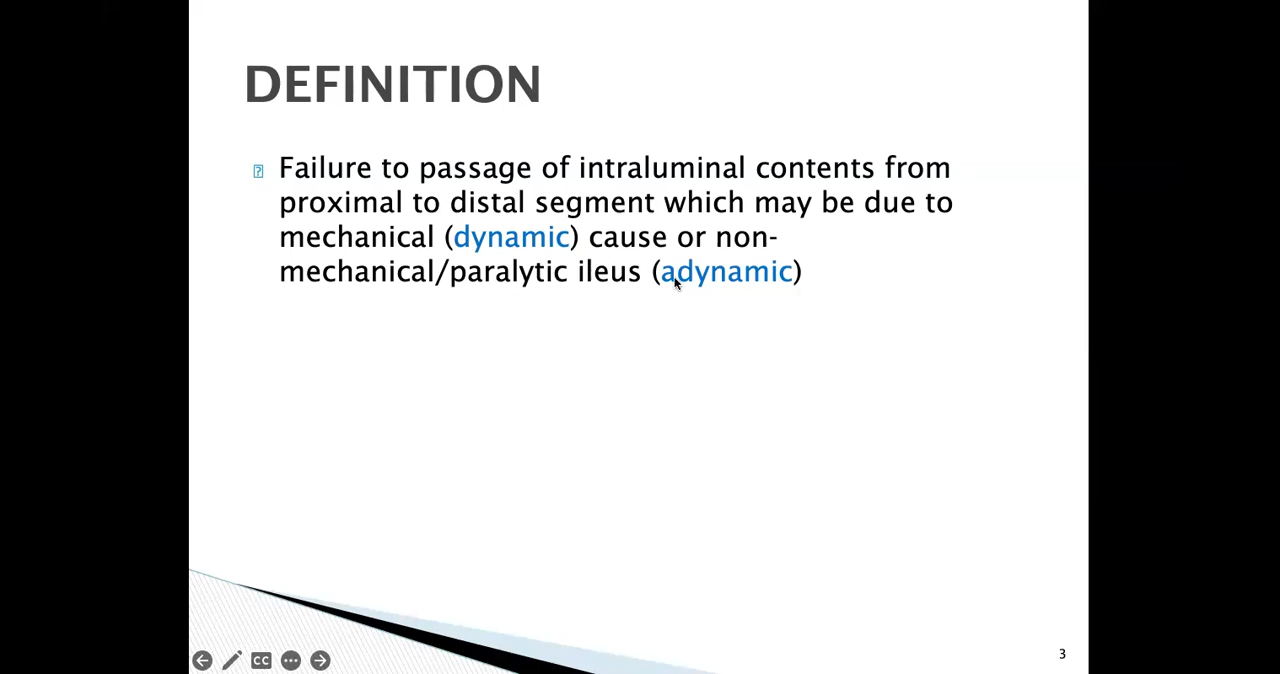 DEFINITION
Failure to passage of intraluminal contents from
proximal to distal segment which may be due to
mechanical (dynamic) cause or non-
mechanical/paralytic ileus (adynamic)
CC
3